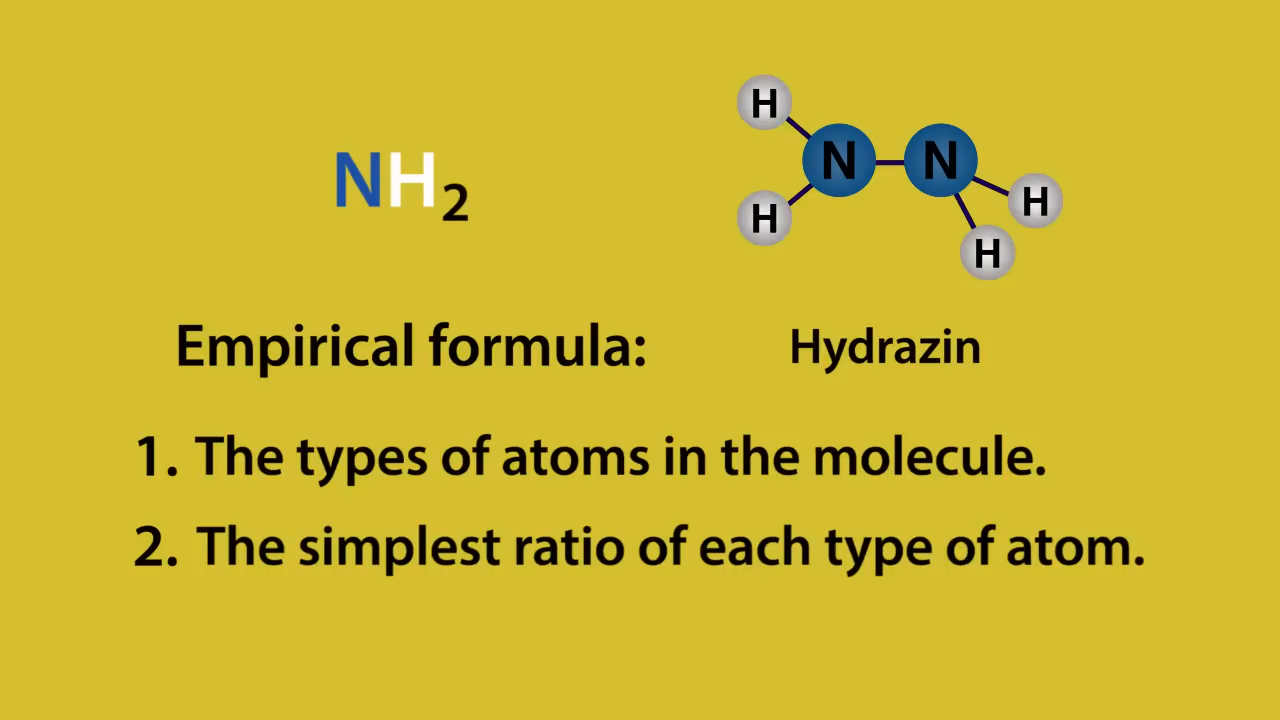 NH2
H
N N
H
H
H
Empirical formula:
Hydrazin
1. The types of atoms in the molecule.
2. The simplest ratio of each type of atom.